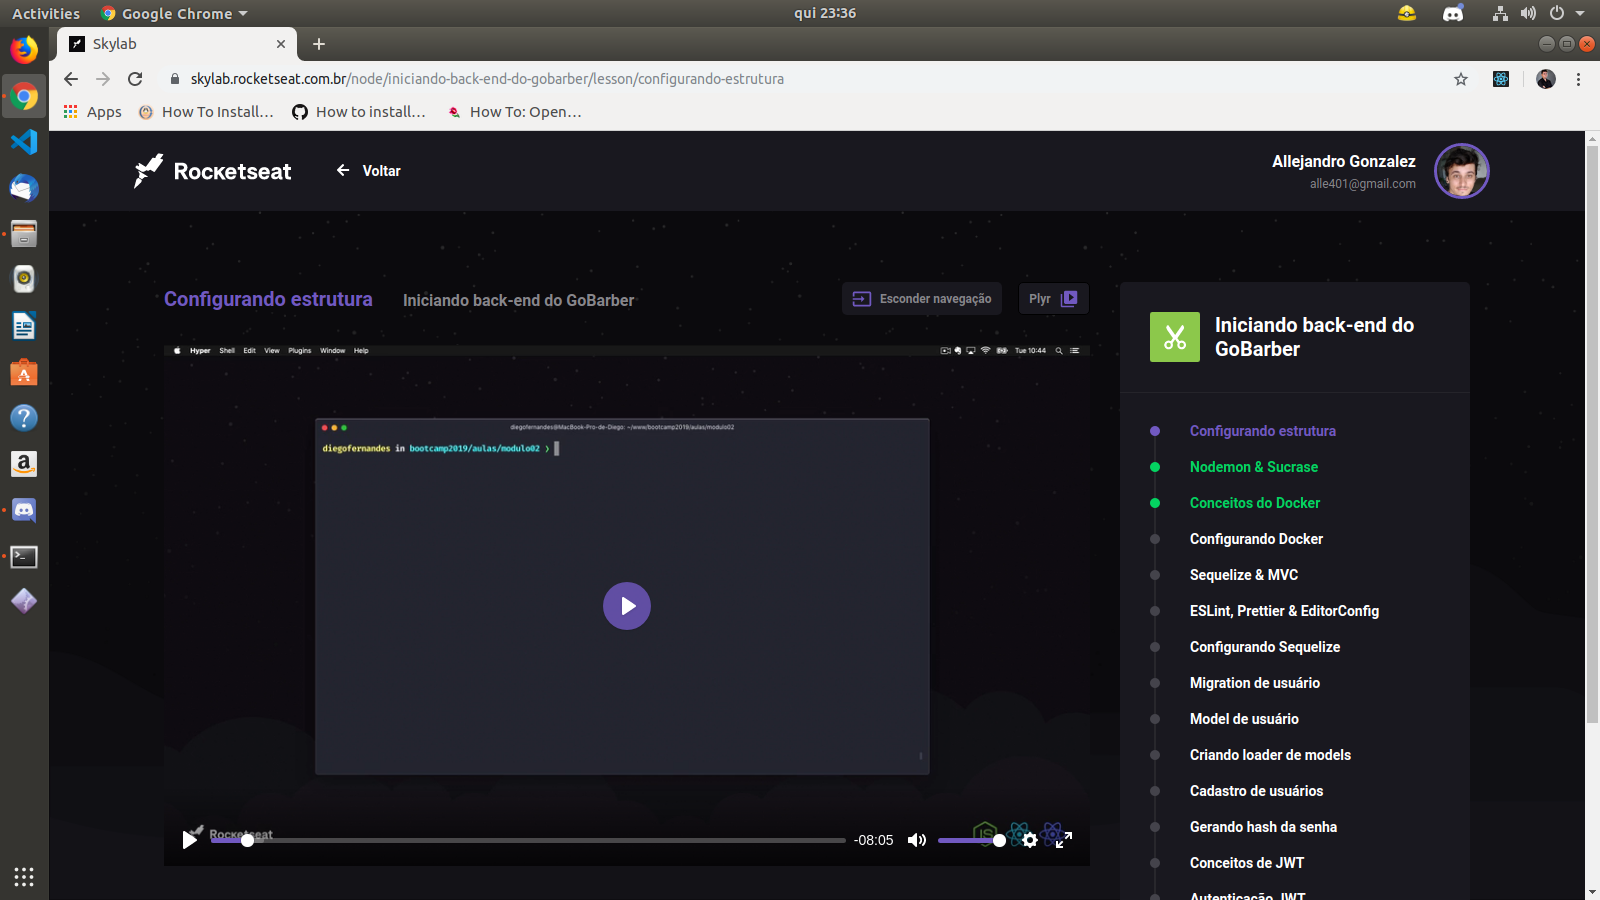 Activities
Google Chrome
qui 23:36
Skylab
skylab.rocketseat.com.br/node/iniciando-back-end-do-gobarber/lesson/configurando-estrutura
Apps
How To Install…
How to install…
How To: Open…
Rocketseat
Voltar
Allejandro Gonzalez
alle401@gmail.com
Configurando estrutura
Iniciando back-end do GoBarber
Esconder navegação
Plyr
Hyper Shell Edit View Plugins Window Help
Tue 10:44
diegofernandes@MacBook-Pro-de-Diego: ~/www/bootcamp2019/aulas/modulo02
diegofernandes in bootcamp2019/aulas/modulo02 ❯
Rocketseat
-08:05
JS
Iniciando back-end do
GoBarber
Configurando estrutura
Nodemon & Sucrase
Conceitos do Docker
Configurando Docker
Sequelize & MVC
ESLint, Prettier & EditorConfig
Configurando Sequelize
Migration de usuário
Model de usuário
Criando loader de models
Cadastro de usuários
Gerando hash da senha
Conceitos de JWT
Autenticação JWT